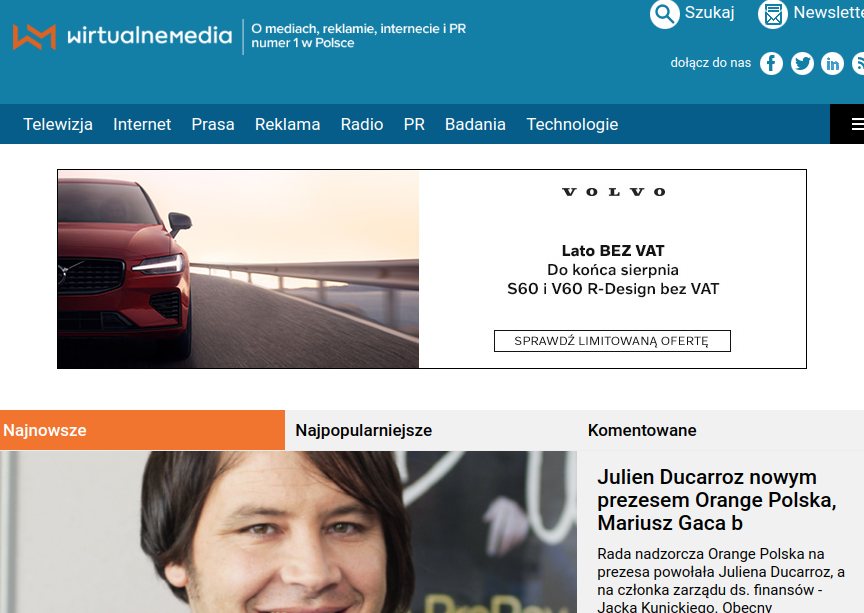 wirtualnemedia
O mediach, reklamie, internecie i PR
numer 1 w Polsce
Szukaj
Newslette
dołącz do nas
Telewizja Internet Prasa Reklama Radio PR Badania Technologie
VOLVO
Lato BEZ VAT
Do końca sierpnia
S60 i V60 R-Design bez VAT
SPRAWDŹ LIMITOWANĄ OFERTĘ
Najnowsze Najpopularniejsze Komentowane
Julien Ducarroz nowym
prezesem Orange Polska,
Mariusz Gaca b
Rada nadzorcza Orange Polska na
prezesa powołała Juliena Ducarroz, a
na członka zarządu ds. finansów -
Jacka Kunickiego. Obecny